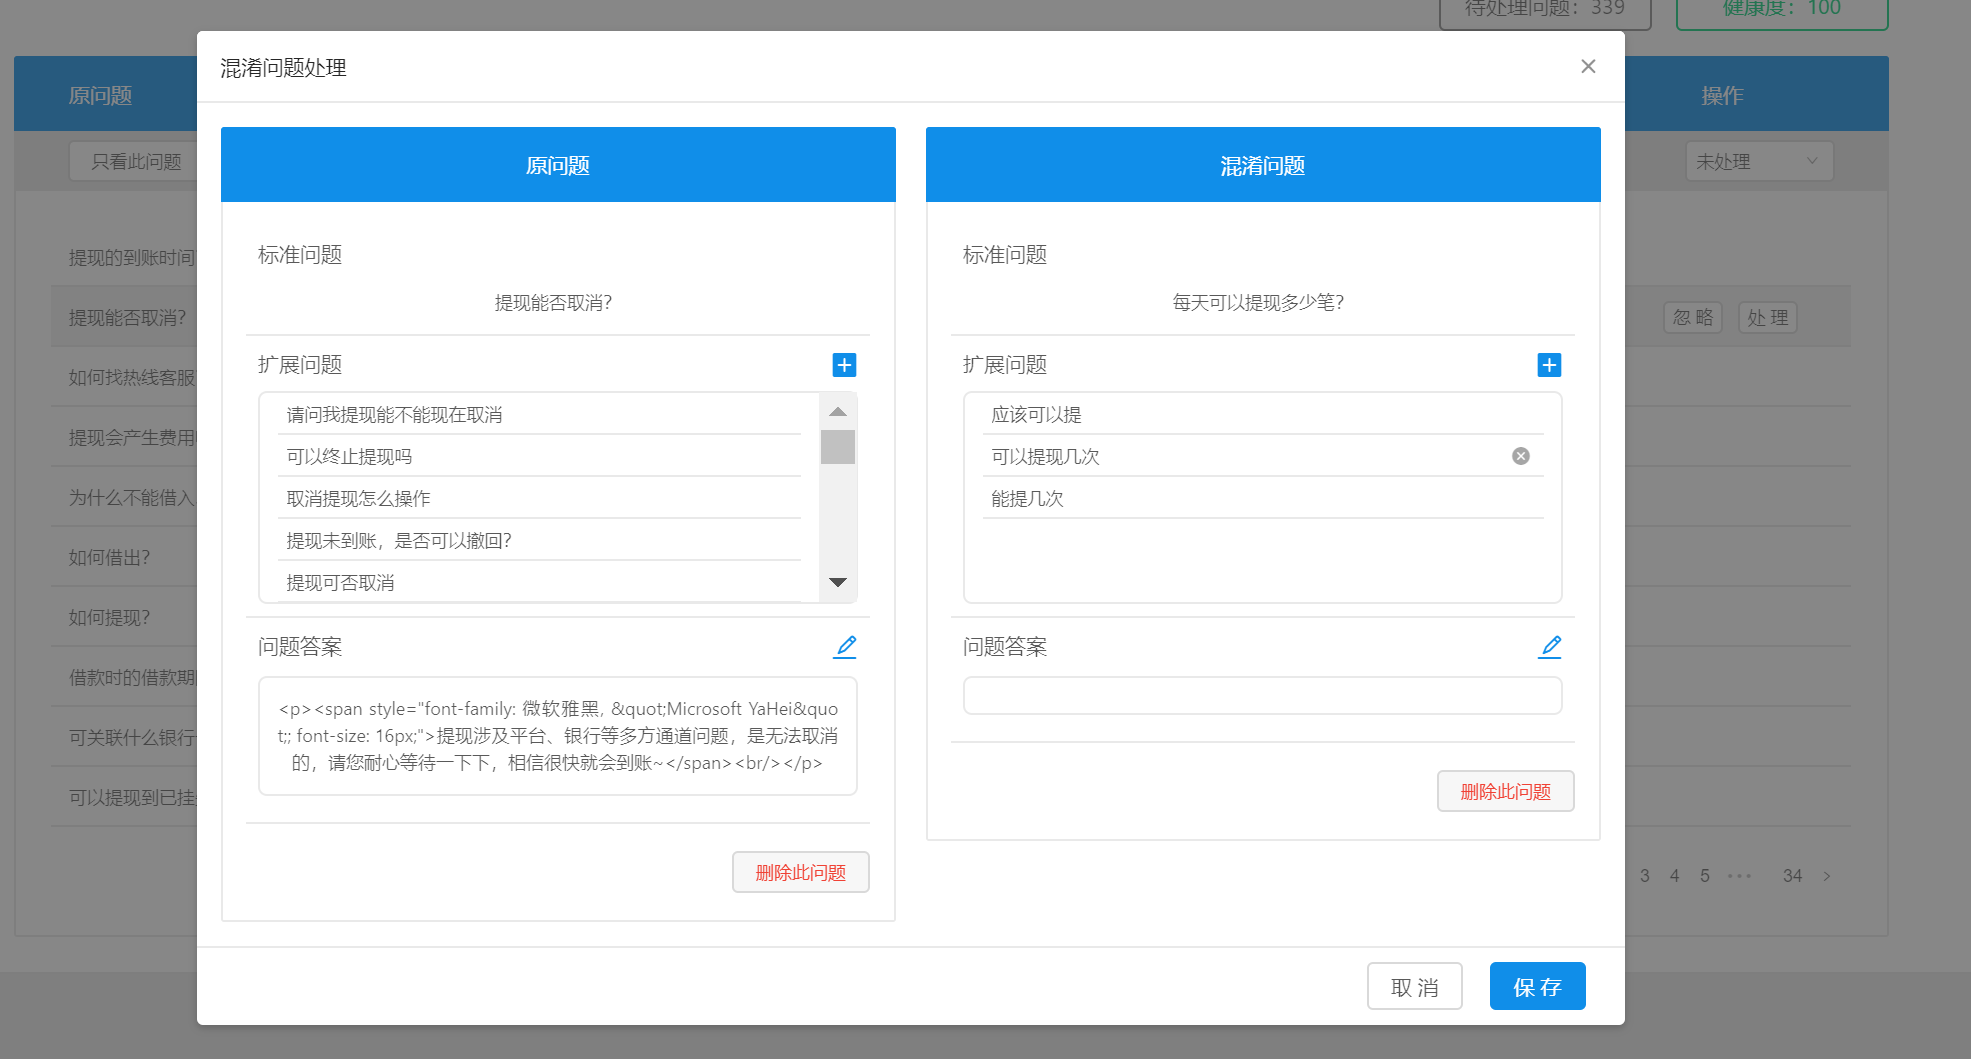 待处理问题：339
健康度：100
混淆问题处理
原问题
操作
只看此问题
未处理
原问题
混淆问题
标准问题
提现能否取消？
标准问题
每天可以提现多少笔？
扩展问题
请问我提现能不能现在取消
可以终止提现吗
取消提现怎么操作
提现未到账，是否可以撤回？
提现可否取消
扩展问题
应该可以提
可以提现几次
能提几次
问题答案
<p><span style="font-family: 微软雅黑, &quot;Microsoft YaHei&quo
t;; font-size: 16px;">提现涉及平台、银行等多方通道问题，是无法取消
的，请您耐心等待一下下，相信很快就会到账~</span><br/></p>
删除此问题
问题答案
删除此问题
取 消
保 存
提现的到账时间
提现能否取消？
忽 略
处 理
如何找热线客服
提现会产生费用
为什么不能借入
如何借出？
如何提现？
借款时的借款期
可关联什么银行
可以提现到已挂
3 4 5 ••• 34 >